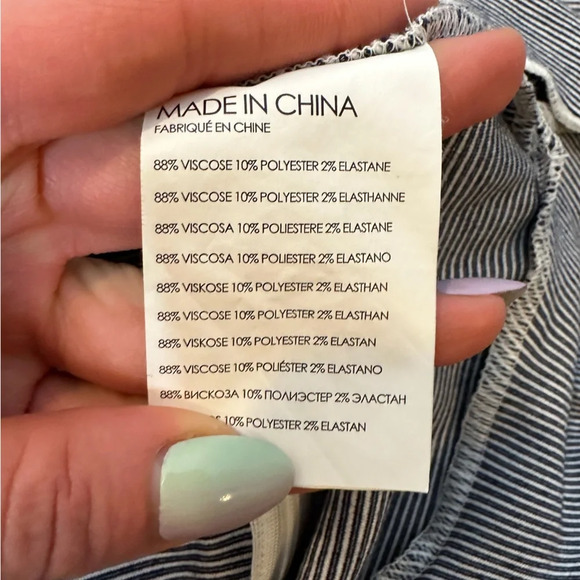 MADE IN CHINA
FABRIQUÉ EN CHINE
88% VISCOSE 10% POLYESTER 2% ELASTANE
88% VISCOSE 10% POLYESTER 2% ELASTHANNE
88% VISCOSA 10% POLIESTERE 2% ELASTANE
88% VISCOSA 10% POLIESTER 2% ELASTANO
88% VISKOSE 10% POLYESTER 2% ELASTHAN
88% VISCOSE 10% POLYESTER 2% ELASTHAN
88% VISKOSE 10% POLYESTER 2% ELASTAN
88% VISCOSE 10% POLIÉSTER 2% ELASTANO
88% ВИСКОЗА 10% ПОЛИЭСТЕР 2% ЭЛАСТАН
10% POLYESTER 2% ELASTAN